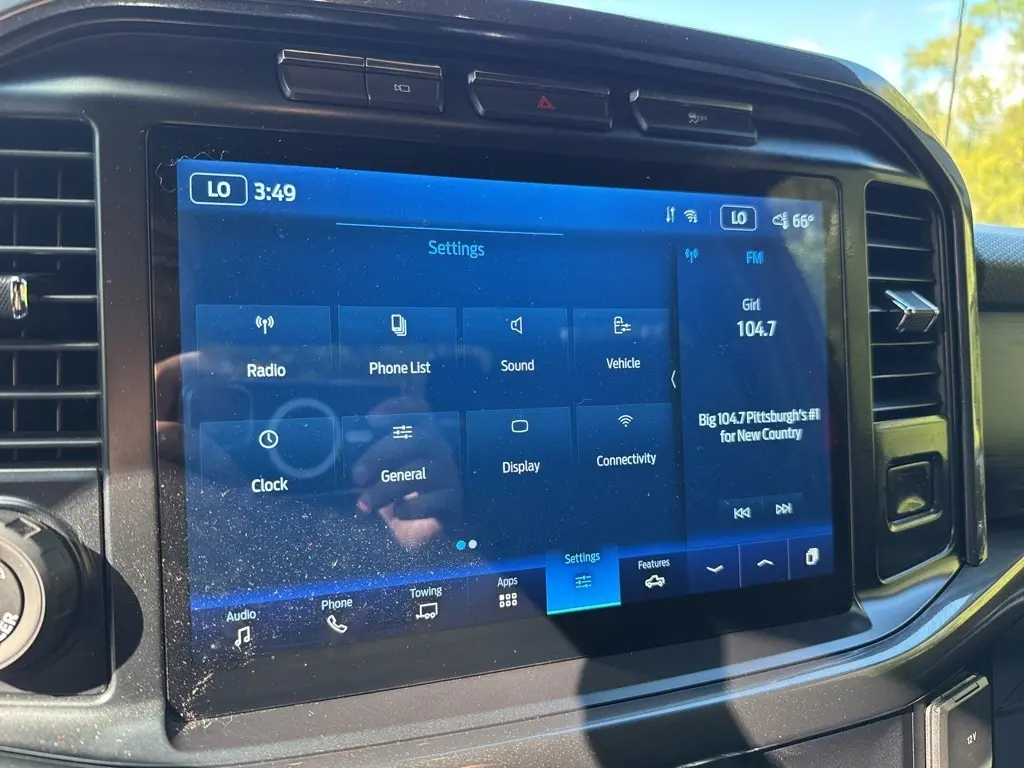 OFF
LO 3:49
LO 66°
Settings
FM
Girl
104.7
Radio
Phone List
Sound
Vehicle
Big 104.7 Pittsburgh's #1
for New Country
Clock
General
Display
Connectivity
Audio
Phone
Towing
Apps
Settings
Features
12V